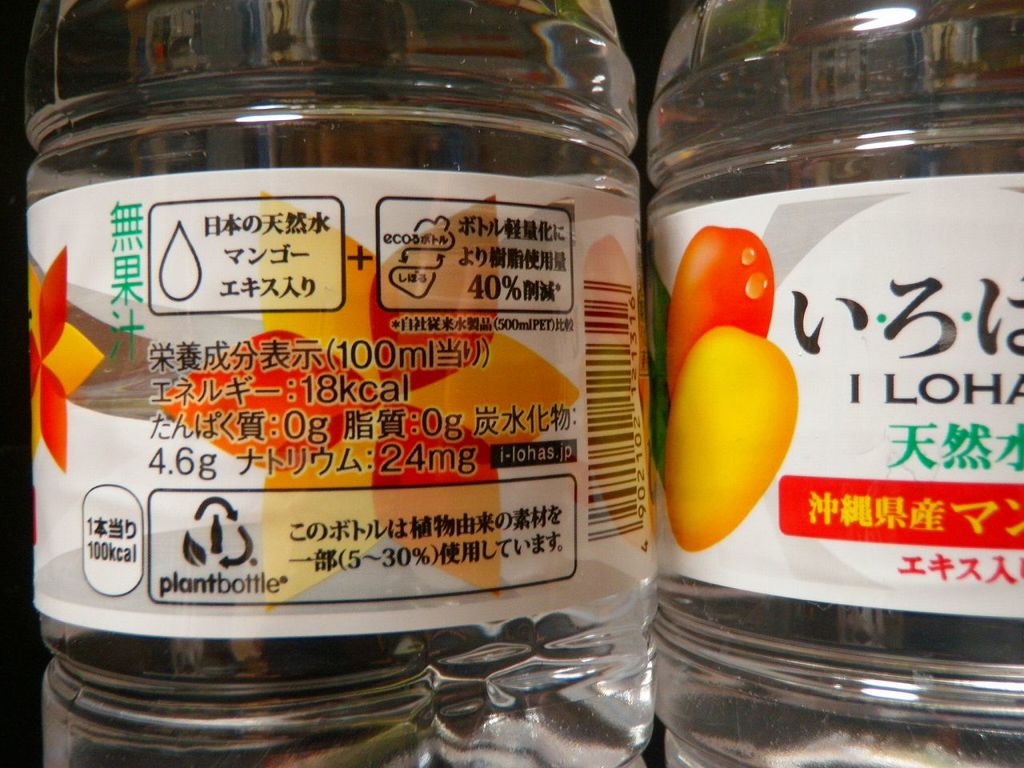 無果汁
日本の天然水
マンゴー
エキス入り
+
ecoるボトル
しぼる
ボトル軽量化に
より樹脂使用量
40%削減*
*自社従来水製品(500mlPET)比較
栄養成分表示(100ml当り)
エネルギー:18kcal
たんぱく質:0g 脂質:0g 炭水化物:
4.6g ナトリウム:24mg
i-lohas.jp
1本当り
100kcal
plantbottle
このボトルは植物由来の素材を
一部(5～30%)使用しています。
4 902102 121316
い・ろ・は
I LOHA
天然水
沖縄県産マン
エキス入り